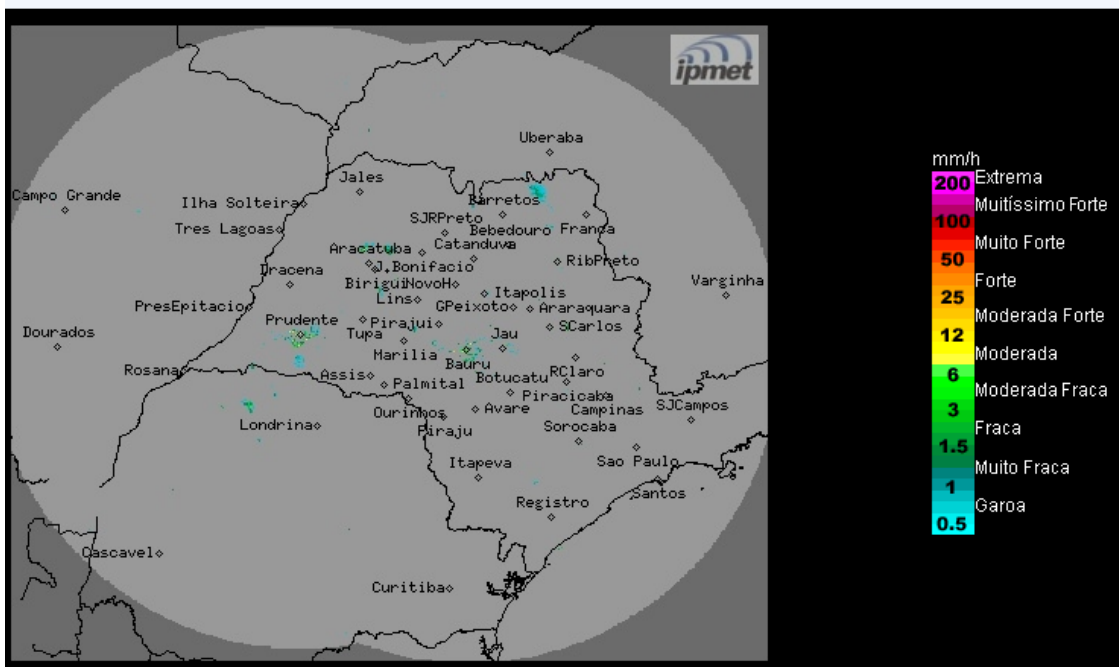 ipmet
Uberaba
Campo Grande
Jales
Ilha Solteira
Barretos
SJRPreto
Bebedouro
Franca
Tres Lagoas
Catanduva
Aracatuba
RibPreto
Dracena
J.Bonifacio
Varginha
Birigui
NovoH
Itapolis
Lins
PresEpitacio
GPeixoto
Araraquara
Dourados
Prudente
Pirajui
SCarlos
Tupa
Jau
Marilia
Bauru
Rosana
Assis
Botucatu
RClaro
Palmital
Piracicaba
Ourinhos
Avare
Campinas
SJCampos
Londrina
Piraju
Sorocaba
Itapeva
Sao Paulo
Registro
Santos
Cascavel
Curitiba
mm/h
200
Extrema
Muitíssimo Forte
100
Muito Forte
50
Forte
25
Moderada Forte
12
Moderada
6
Moderada Fraca
3
Fraca
1.5
Muito Fraca
1
Garoa
0.5